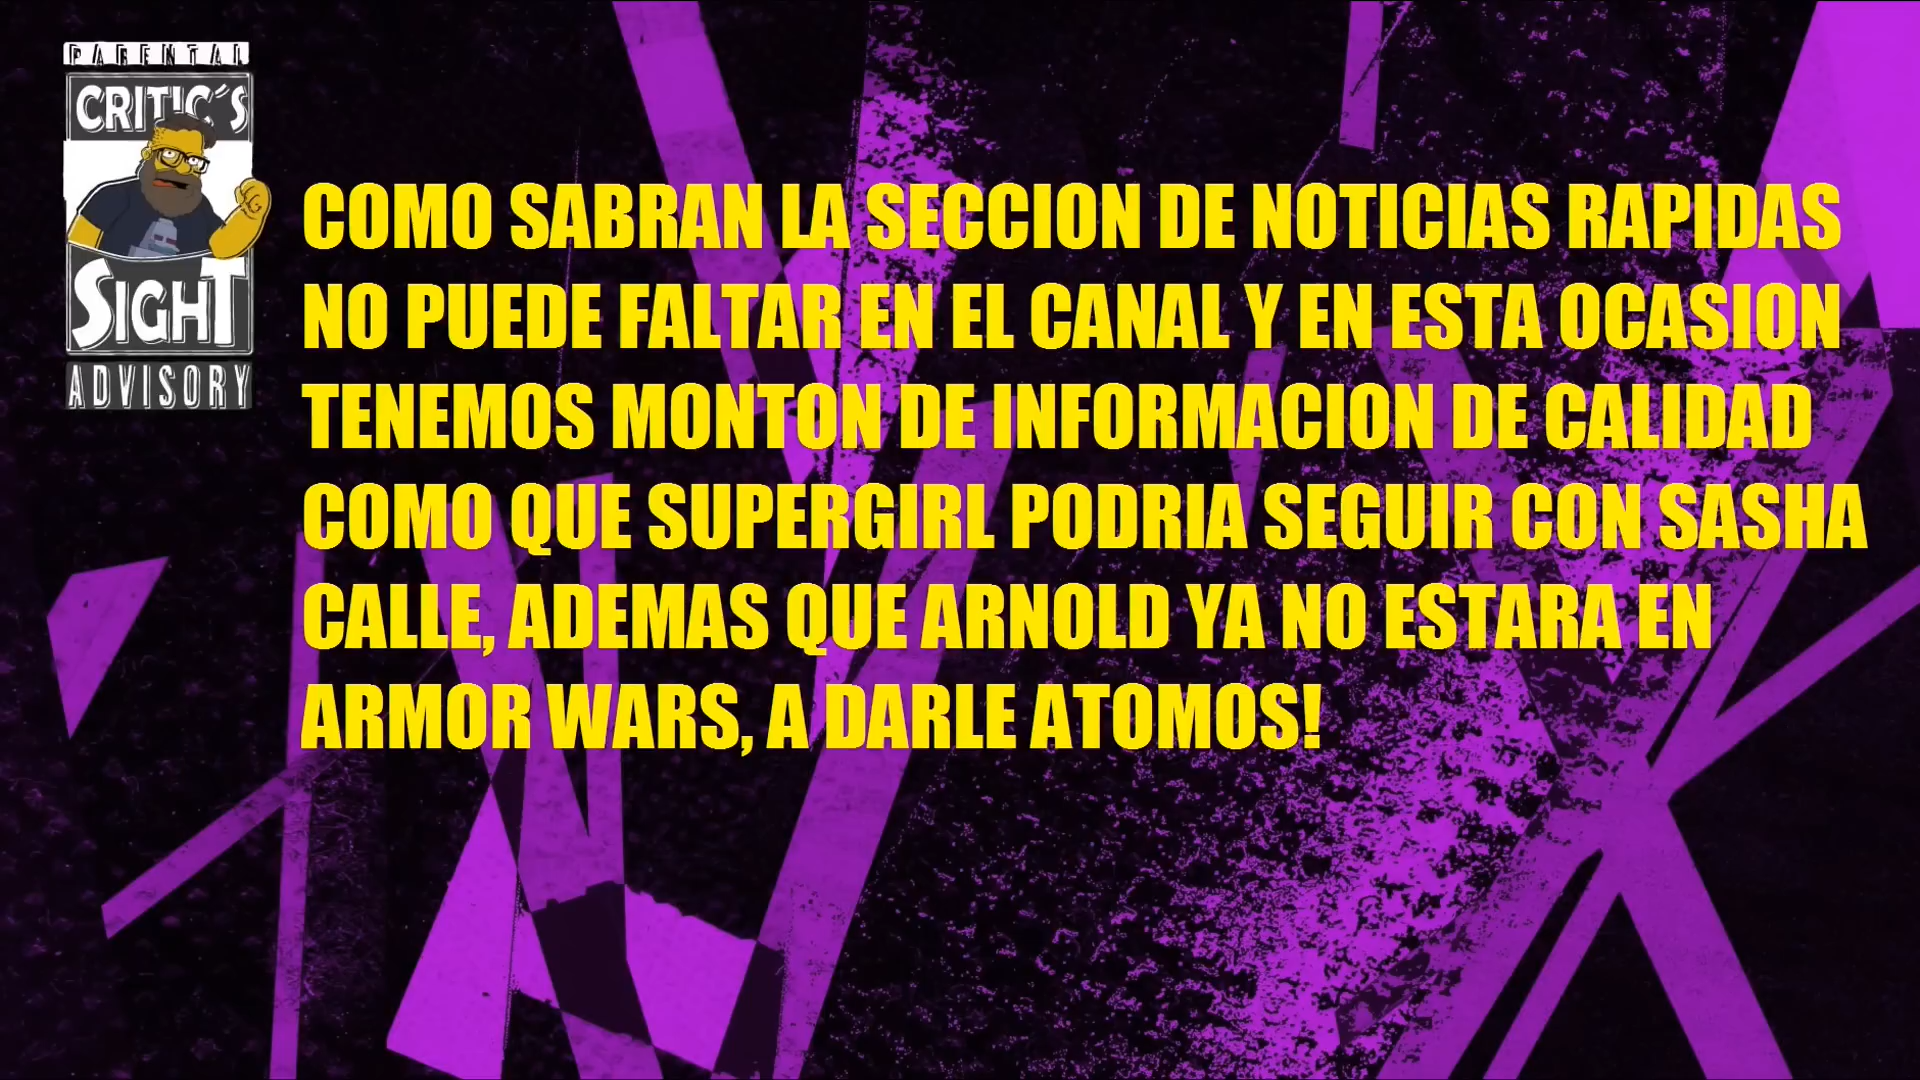 PARENTAL
CRITIC´S
SIGHT
ADVISORY
COMO SABRAN LA SECCION DE NOTICIAS RAPIDAS
NO PUEDE FALTAR EN EL CANAL Y EN ESTA OCASION
TENEMOS MONTON DE INFORMACION DE CALIDAD
COMO QUE SUPERGIRL PODRIA SEGUIR CON SASHA
CALLE, ADEMAS QUE ARNOLD YA NO ESTARA EN
ARMOR WARS, A DARLE ATOMOS!